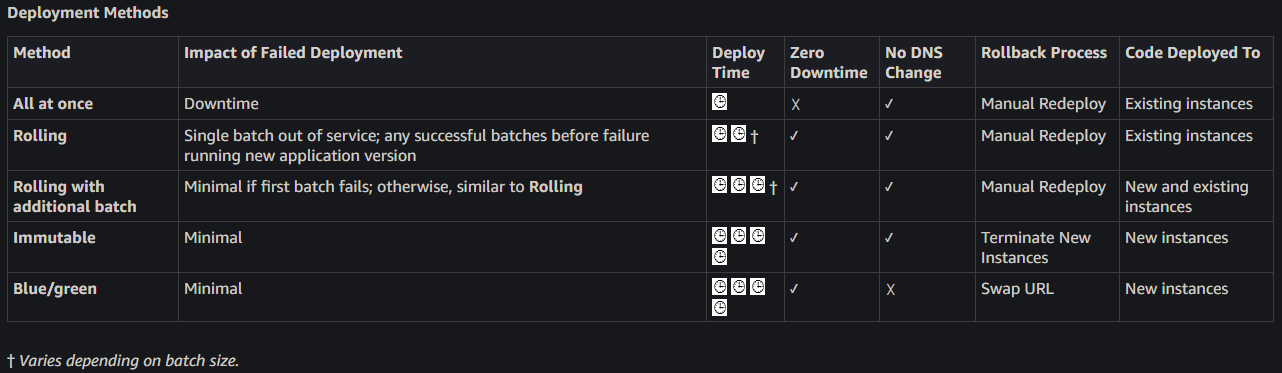 Deployment Methods
Method Impact of Failed Deployment Deploy Time Zero Downtime No DNS Change Rollback Process Code Deployed To
All at once Downtime ☓ ✓ Manual Redeploy Existing instances
Rolling Single batch out of service; any successful batches before failure running new application version † ✓ ✓ Manual Redeploy Existing instances
Rolling with additional batch Minimal if first batch fails; otherwise, similar to Rolling † ✓ ✓ Manual Redeploy New and existing instances
Immutable Minimal ✓ ✓ Terminate New Instances New instances
Blue/green Minimal ✓ ☓ Swap URL New instances
† Varies depending on batch size.